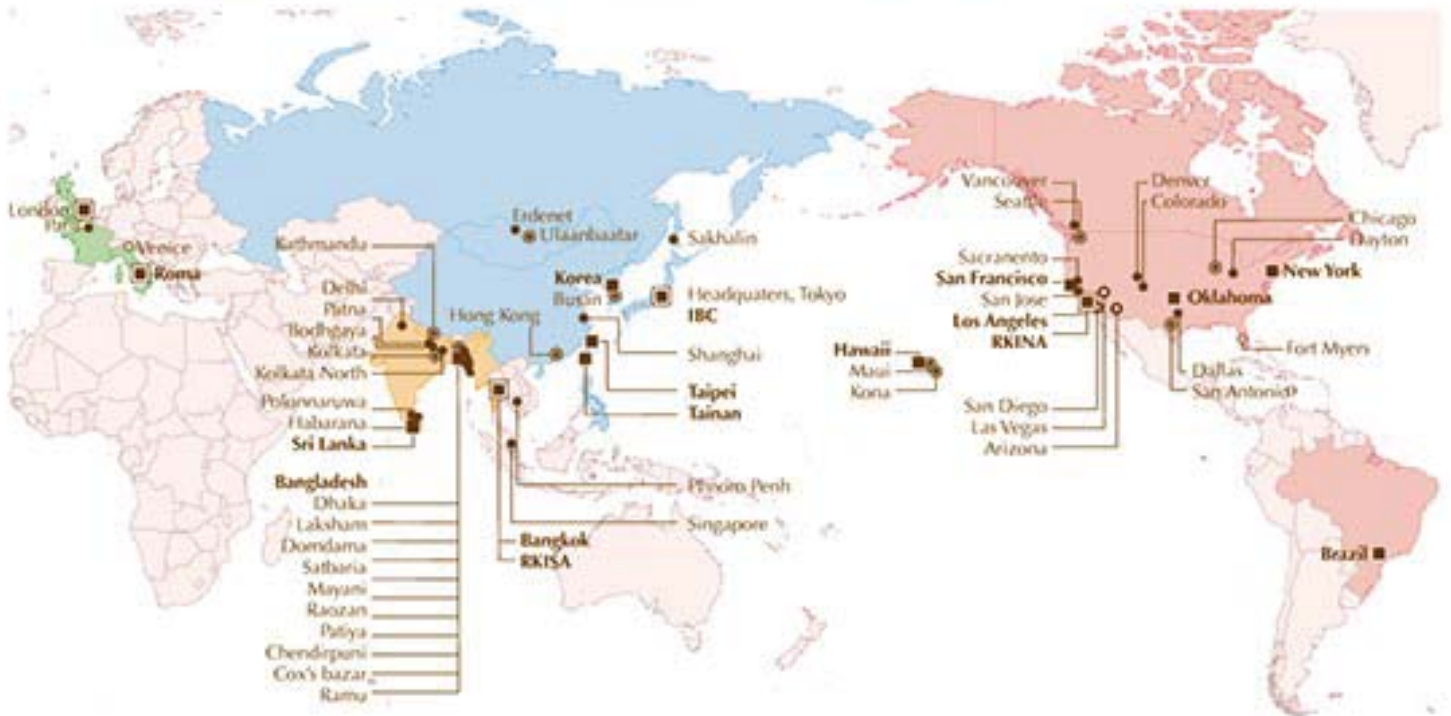 London
Venice
Roma
Kathmandu
Delhi
Patna
Bodhgaya
Kolkata
Kolkata North
Polonnaruwa
Habarana
Sri Lanka
Bangladesh
Dhaka
Laksham
Domdama
Satbaria
Mayani
Raozan
Patiya
Chendirpuni
Cox's bazar
Ramu
Erdenet
Ulaanbaatar
Sakhalin
Korea
Busan
Headquaters, Tokyo
IBC
Hong Kong
Shanghai
Taipei
Tainan
Phnom Penh
Singapore
Bangkok
RKISA
Hawaii
Maui
Kona
Vancouver
Seattle
Sacranento
San Francisco
San Jose
Los Angeles
RKINA
San Diego
Las Vegas
Arizona
Denver
Colorado
Chicago
Dayton
New York
Oklahoma
Fort Myers
Dallas
San Antonio
Brazil